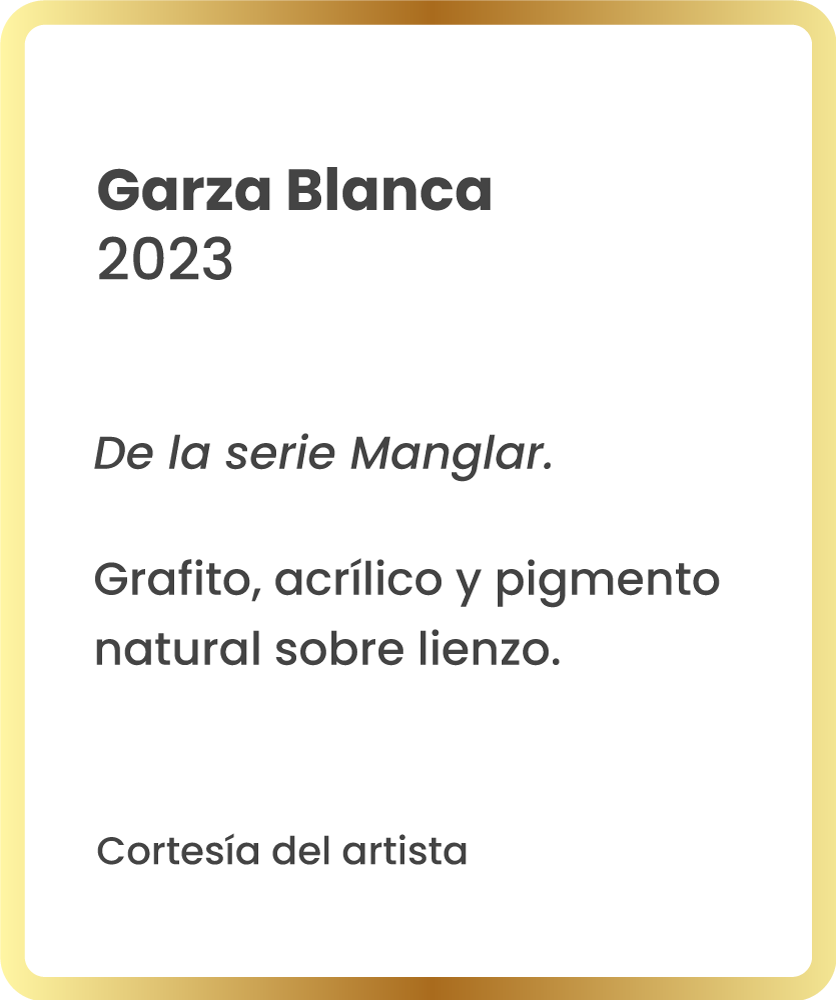 Garza Blanca
2023
De la serie Manglar.
Grafito, acrílico y pigmento
natural sobre lienzo.
Cortesía del artista